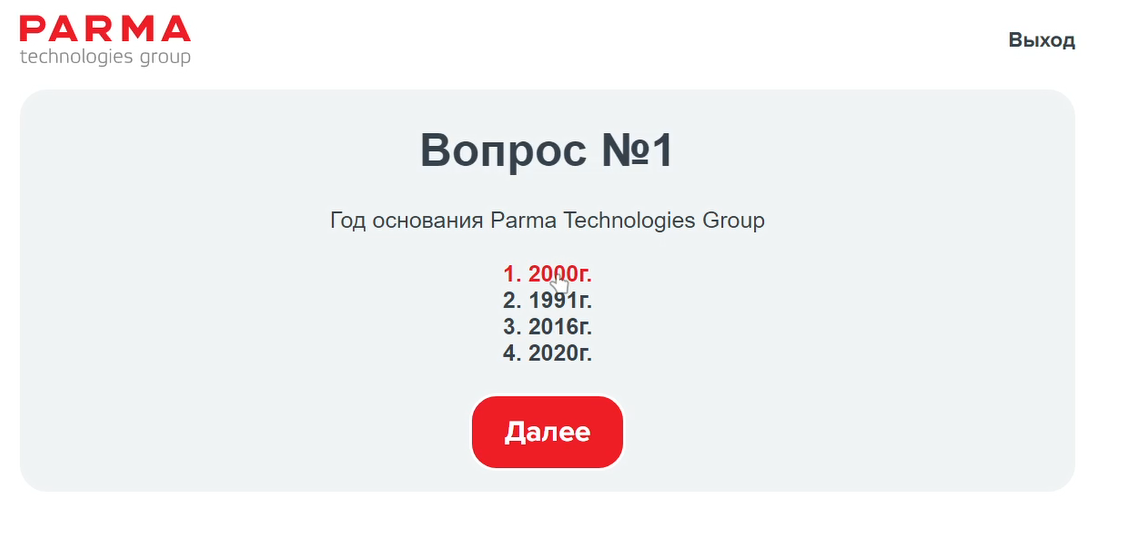 PARMA
technologies group
Выход
Вопрос №1
Год основания Parma Technologies Group
1. 2000г.
2. 1991г.
3. 2016г.
4. 2020г.
Далее